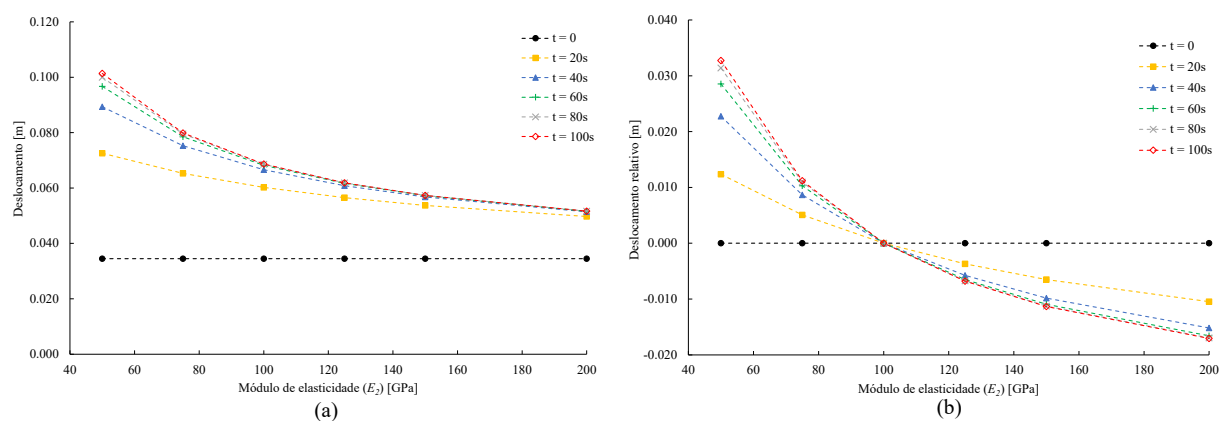 0.120
0.100
0.080
0.060
0.040
0.020
0.000
Deslocamento [m]
40 60 80 100 120 140 160 180 200
Módulo de elasticidade (E2) [GPa]
t = 0
t = 20s
t = 40s
t = 60s
t = 80s
t = 100s
(a)
0.040
0.030
0.020
0.010
0.000
-0.010
-0.020
Deslocamento relativo [m]
40 60 80 100 120 140 160 180 200
Módulo de elasticidade (E2) [GPa]
t = 0
t = 20s
t = 40s
t = 60s
t = 80s
t = 100s
(b)